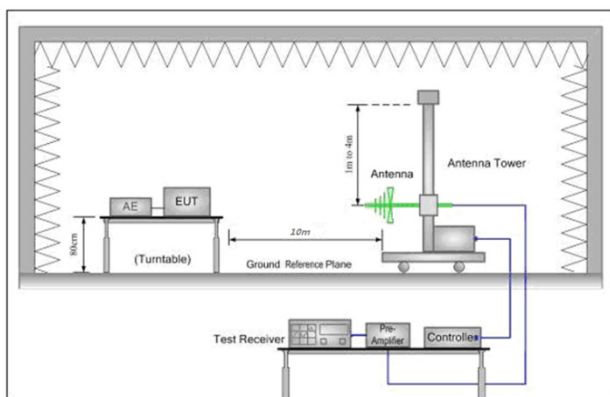 1m to 4m
Antenna
Antenna Tower
AE
EUT
10m
80cm
(Turntable)
Ground Reference Plane
Test Receiver
Pre-
Amplifier
Controller